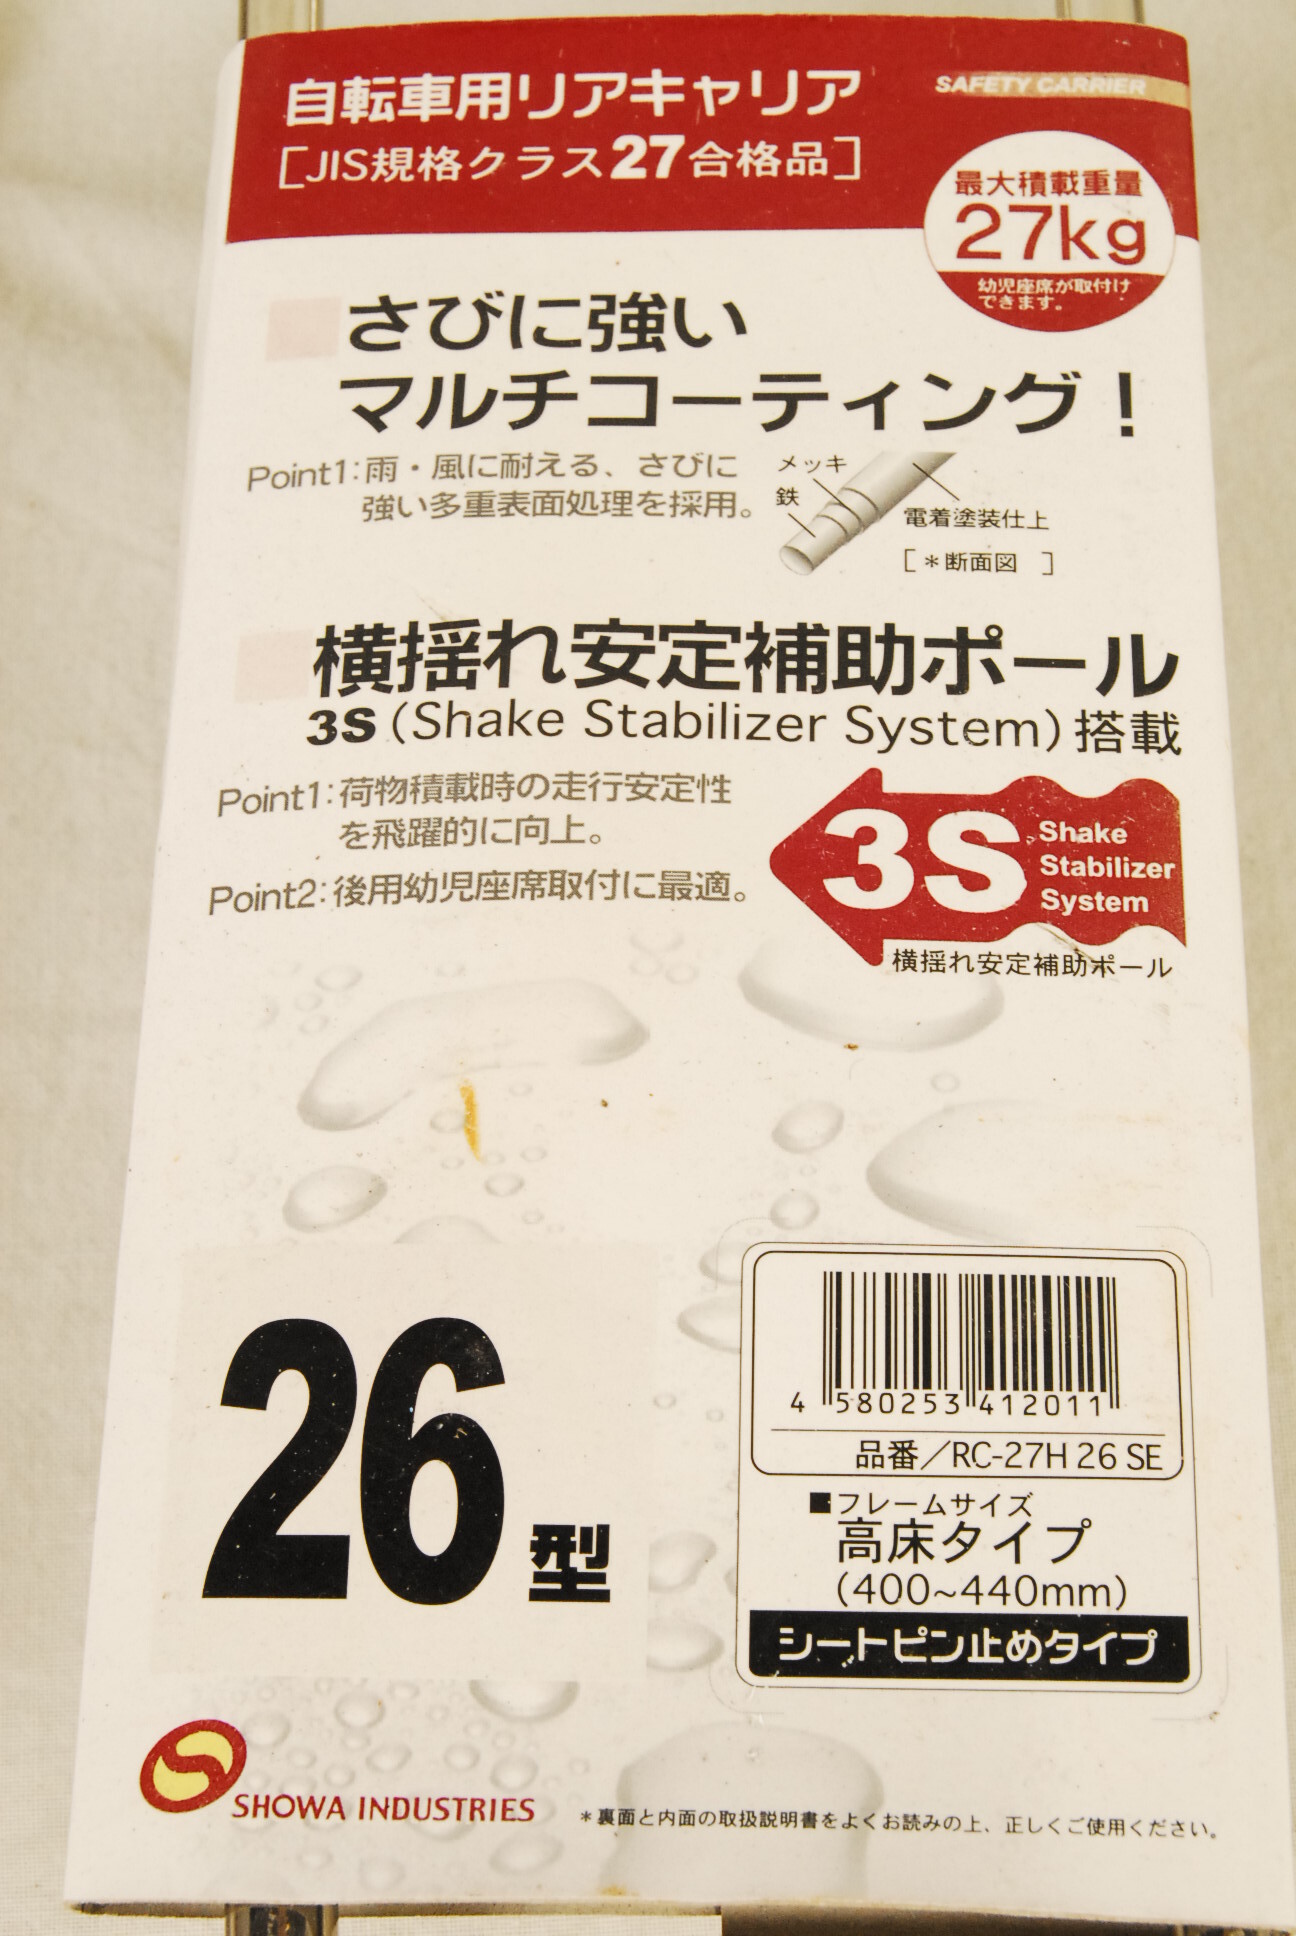 自転車用リアキャリア
SAFETY CARRIER
[JIS規格クラス27合格品]
最大積載重量
27kg
幼児座席が取付け
できます。
さびに強い
マルチコーティング！
Point1:雨・風に耐える、さびに
強い多重表面処理を採用。
メッキ
鉄
電着塗装仕上
[＊断面図 ]
横揺れ安定補助ポール
3S (Shake Stabilizer System) 搭載
Point1:荷物積載時の走行安定性
を飛躍的に向上。
Point2:後用幼児座席取付に最適。
3S
Shake
Stabilizer
System
横揺れ安定補助ポール
26型
4 580253 412011
品番／RC-27H 26 SE
■フレームサイズ
高床タイプ
(400~440mm)
シートピン止めタイプ
SHOWA INDUSTRIES
＊裏面と内面の取扱説明書をよくお読みの上、正しくご使用ください。